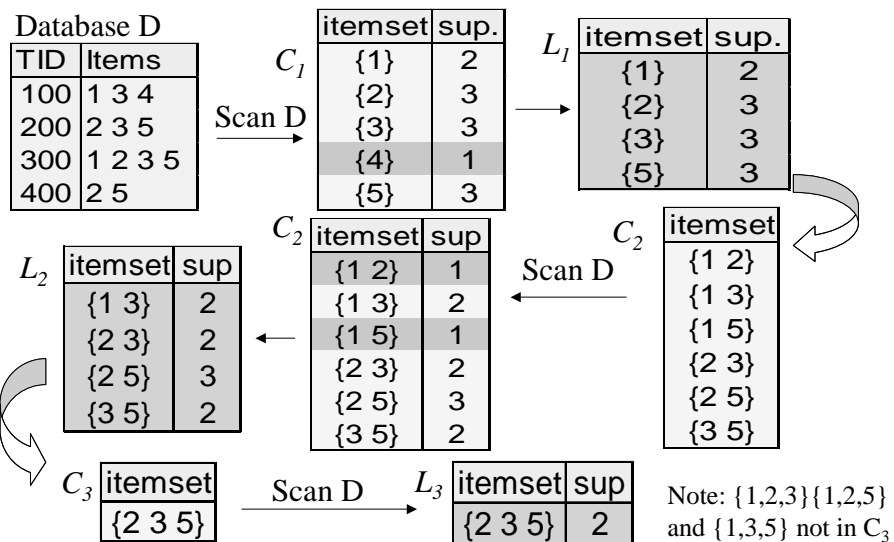 Database D
TID Items
100 1 3 4
200 2 3 5
300 1 2 3 5
400 2 5
Scan D
C1
itemset sup.
{1} 2
{2} 3
{3} 3
{4} 1
{5} 3
L1
itemset sup.
{1} 2
{2} 3
{3} 3
{5} 3
C2
itemset
{1 2}
{1 3}
{1 5}
{2 3}
{2 5}
{3 5}
Scan D
C2
itemset sup
{1 2} 1
{1 3} 2
{1 5} 1
{2 3} 2
{2 5} 3
{3 5} 2
L2
itemset sup
{1 3} 2
{2 3} 2
{2 5} 3
{3 5} 2
C3
itemset
{2 3 5}
Scan D
L3
itemset sup
{2 3 5} 2
Note: {1,2,3}{1,2,5}
and {1,3,5} not in C3